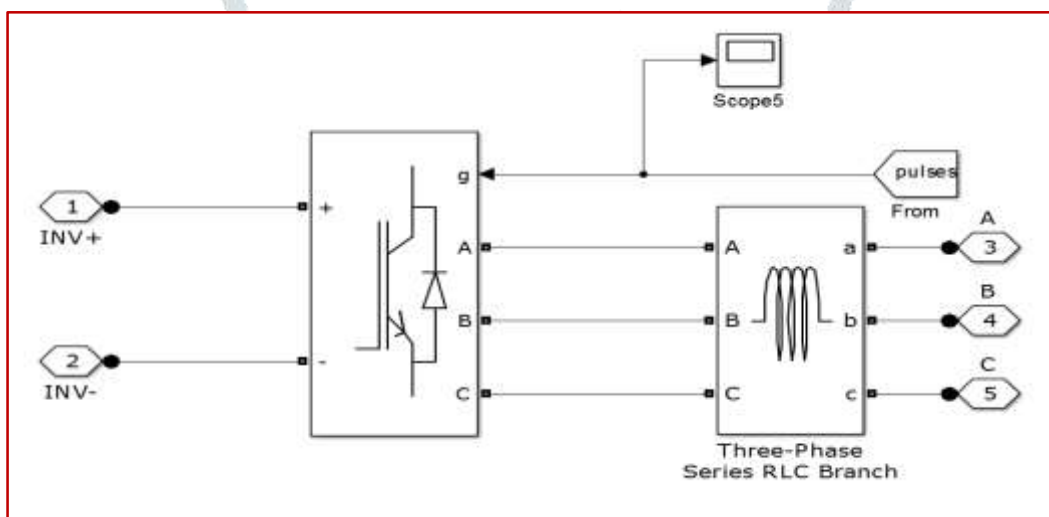 Scope5
g
pulses
From
1
INV+
+
A
A
A
a
3
B
B
B
b
4
2
INV-
-
C
C
C
c
5
Three-Phase
Series RLC Branch